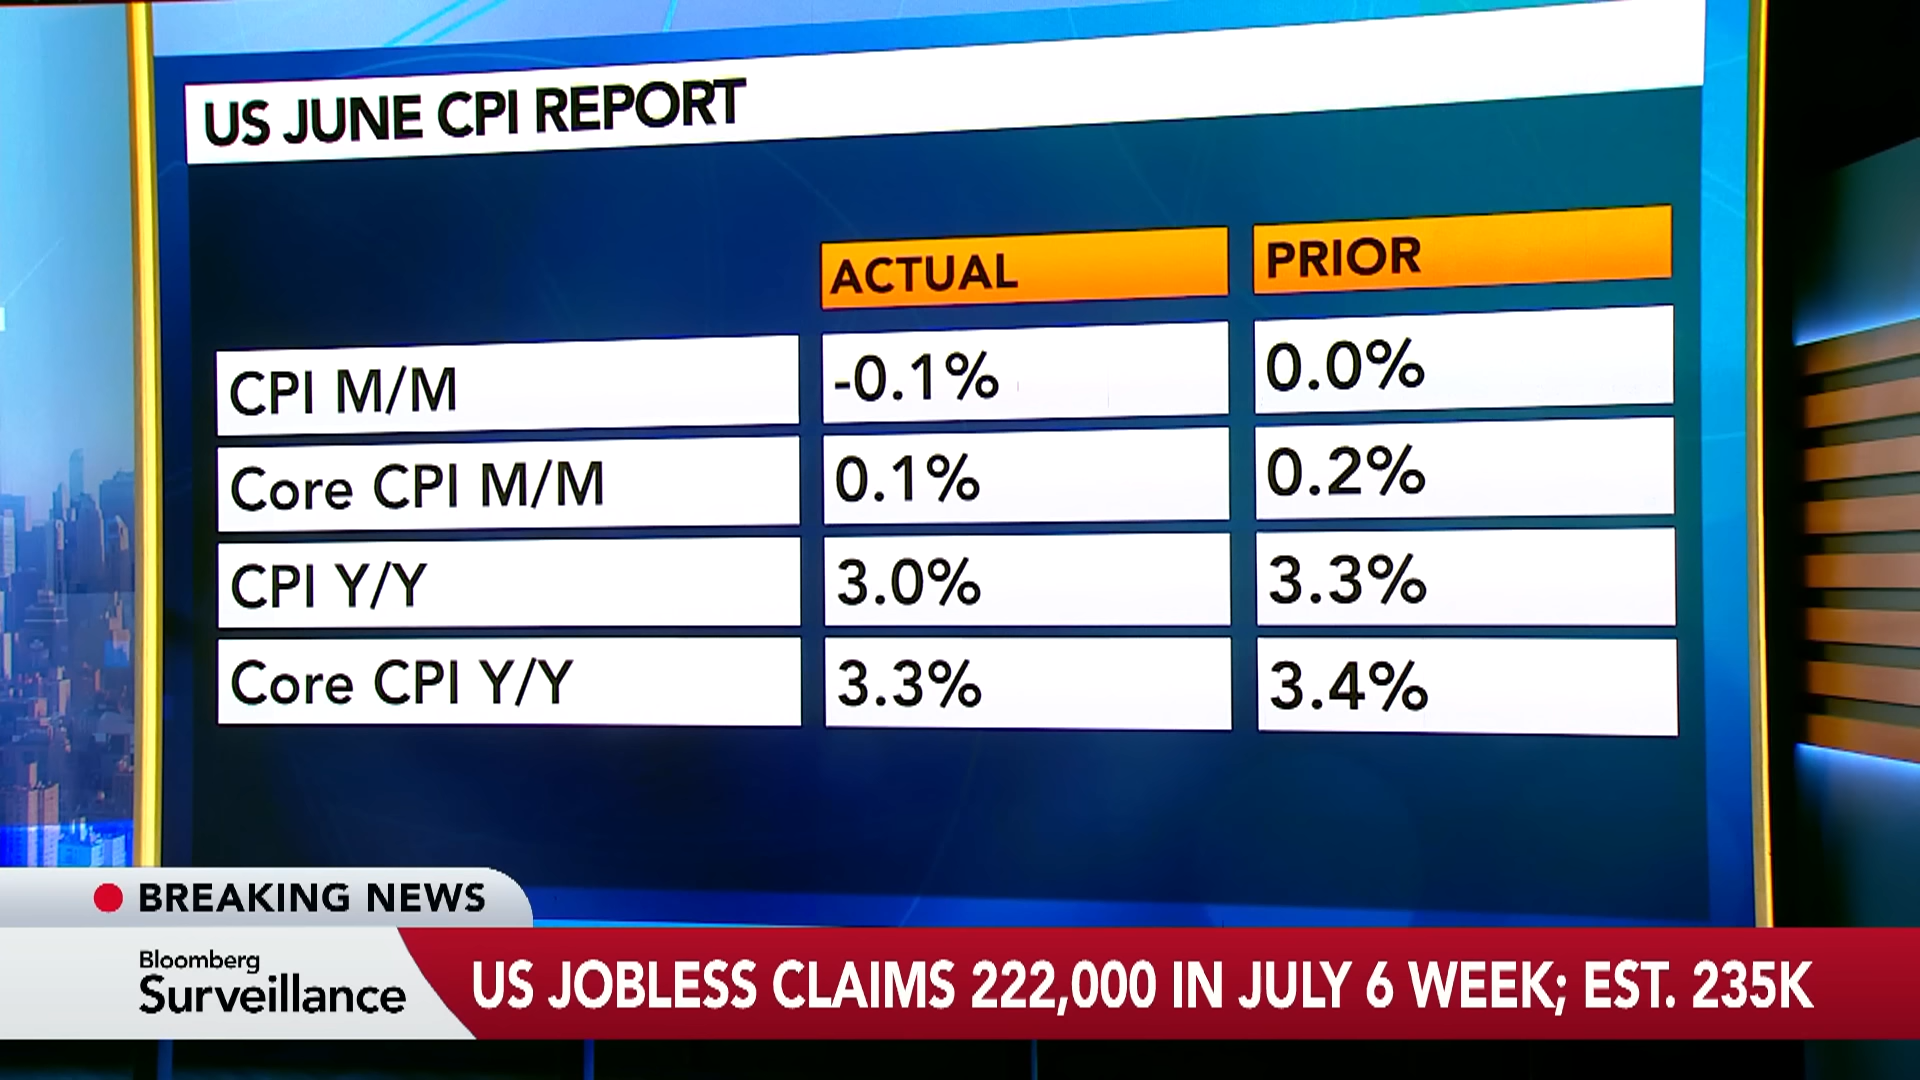 US JUNE CPI REPORT
ACTUAL PRIOR
CPI M/M -0.1% 0.0%
Core CPI M/M 0.1% 0.2%
CPI Y/Y 3.0% 3.3%
Core CPI Y/Y 3.3% 3.4%
BREAKING NEWS
Bloomberg
Surveillance
US JOBLESS CLAIMS 222,000 IN JULY 6 WEEK; EST. 235K